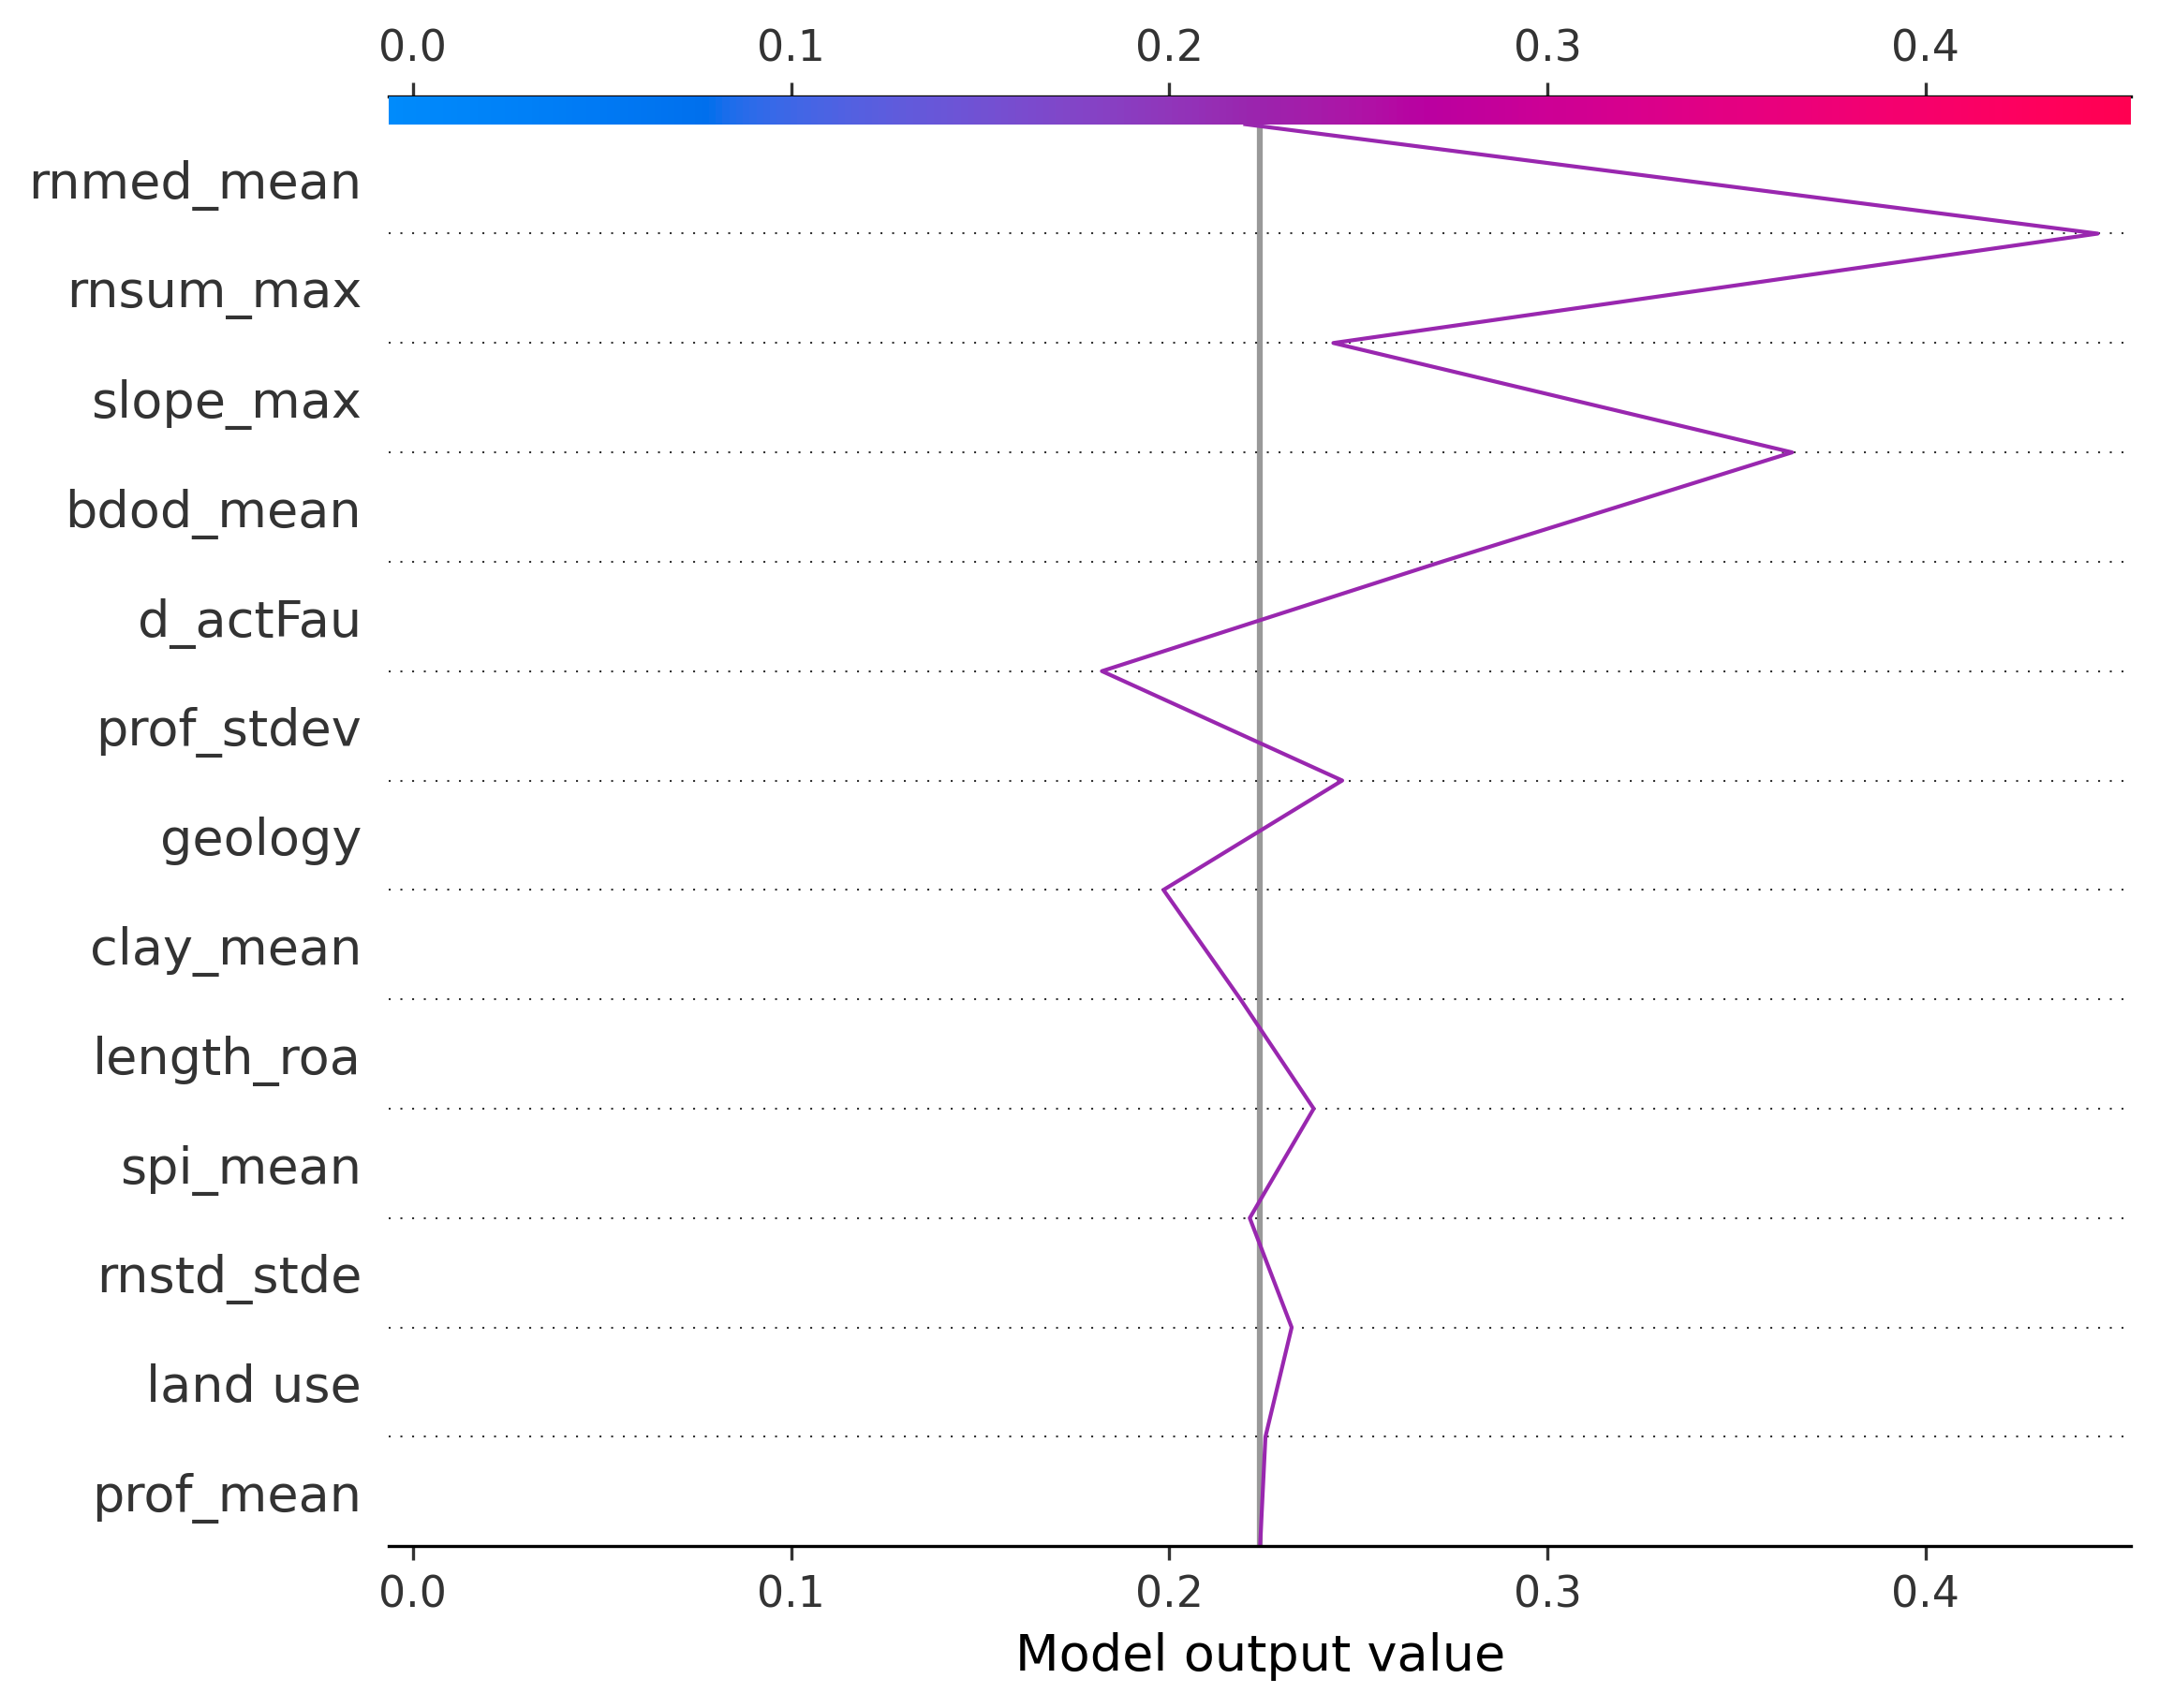 0.0 0.1 0.2 0.3 0.4
rnmed_mean
rnsum_max
slope_max
bdod_mean
d_actFau
prof_stdev
geology
clay_mean
length_roa
spi_mean
rnstd_stde
land use
prof_mean
0.0 0.1 0.2 0.3 0.4
Model output value